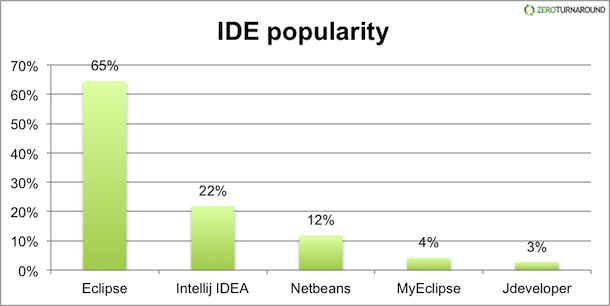 ZEROTURNAROUND
IDE popularity
70%
60%
50%
40%
30%
20%
10%
0%
65%
22%
12%
4%
3%
Eclipse
Intellij IDEA
Netbeans
MyEclipse
Jdeveloper